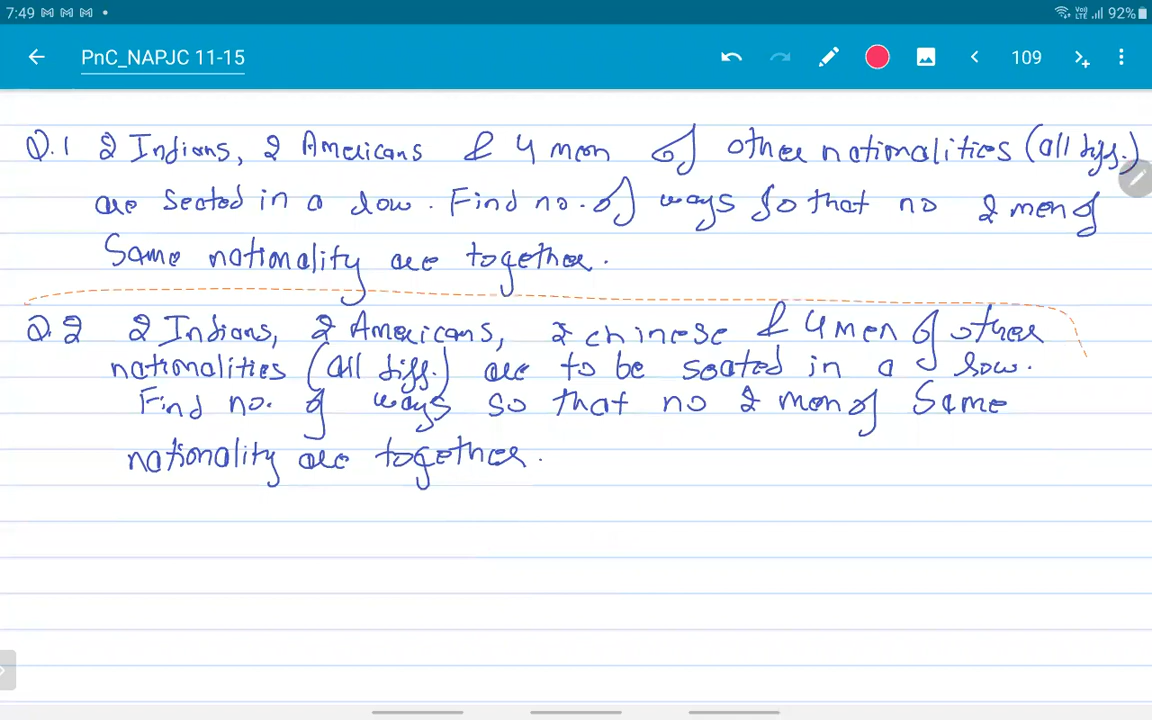 7:49
92%
PnC_NAPJC 11-15
109
Q.1 2 Indians, 2 Americans & 4 men of other nationalities (all diff.)
are seated in a row. Find no. of ways so that no 2 men of
Same nationality are together.
Q.2 2 Indians, 2 Americans, 2 chinese & 4 men of other
nationalities (all diff.) are to be seated in a row.
Find no. of ways so that no 2 men of Same
nationality are together.